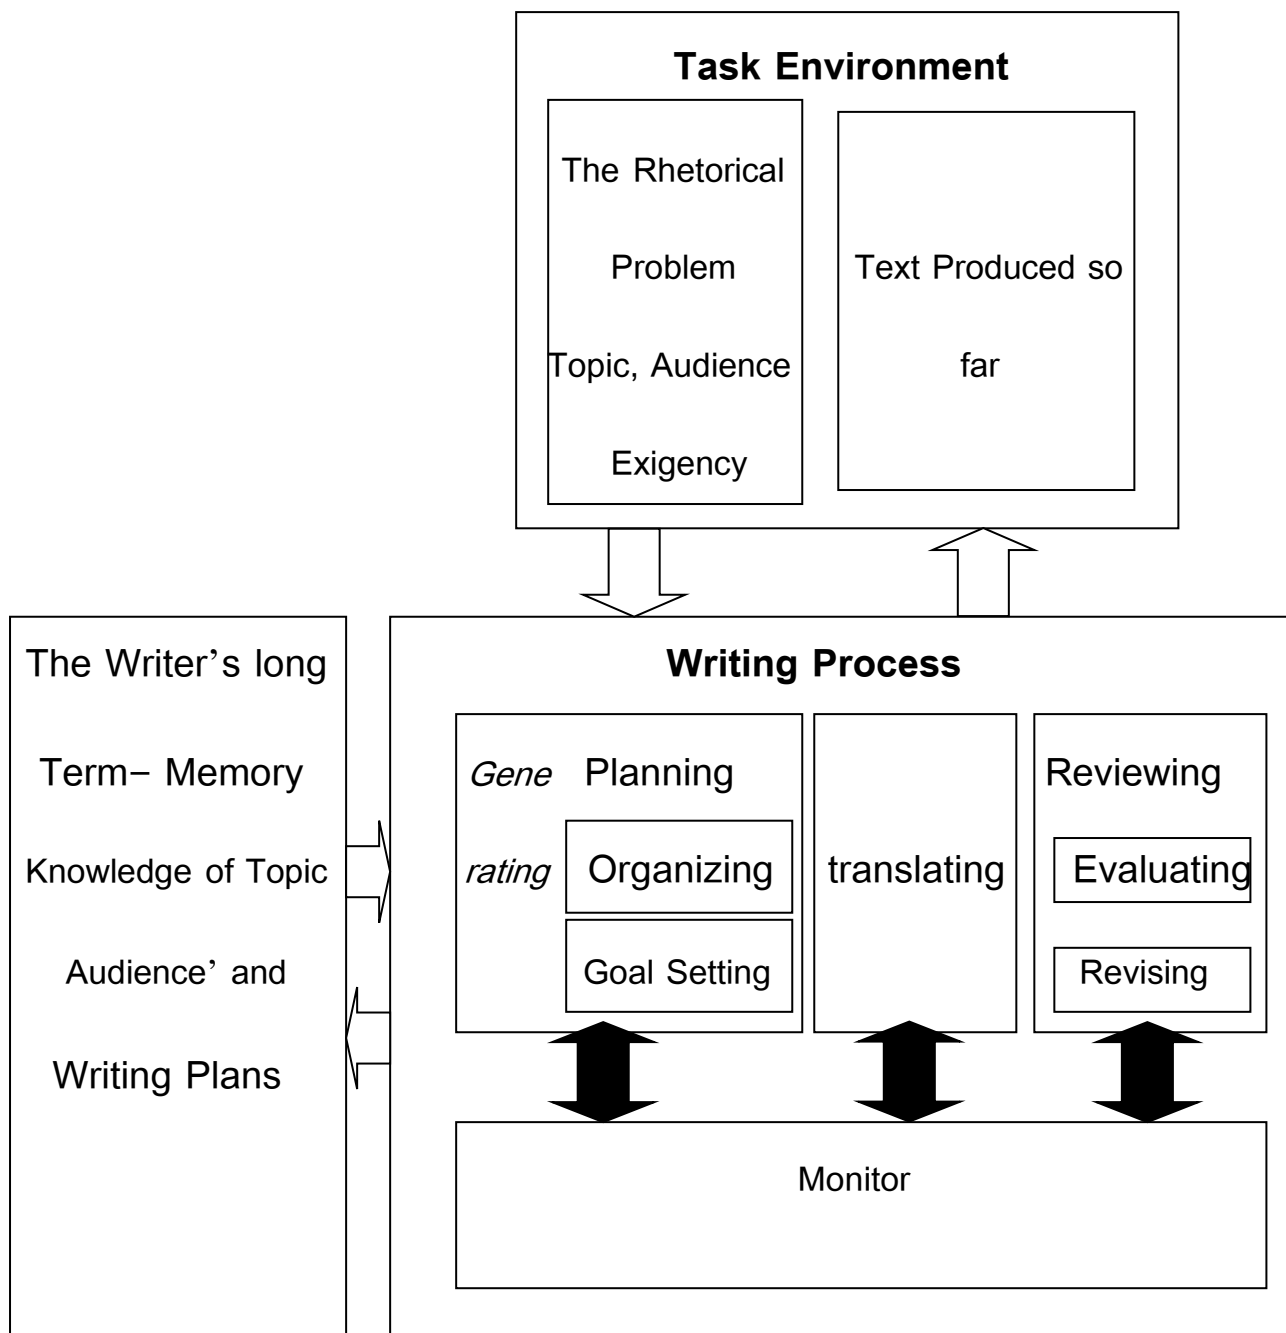 Task Environment
The Rhetorical
Problem
Topic, Audience
Exigency
Text Produced so
far
The Writer’s long
Term− Memory
Knowledge of Topic
Audience’ and
Writing Plans
Writing Process
Gene
rating
Planning
Organizing
Goal Setting
translating
Reviewing
Evaluating
Revising
Monitor